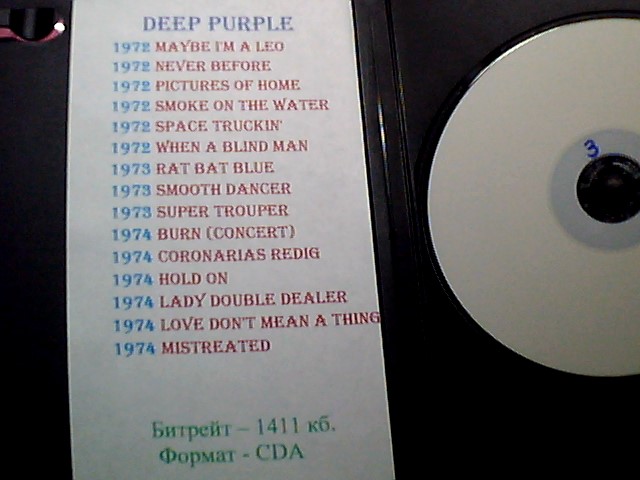 DEEP PURPLE
1972 MAYBE I'M A LEO
1972 NEVER BEFORE
1972 PICTURES OF HOME
1972 SMOKE ON THE WATER
1972 SPACE TRUCKIN'
1972 WHEN A BLIND MAN
1973 RAT BAT BLUE
1973 SMOOTH DANCER
1973 SUPER TROUPER
1974 BURN (CONCERT)
1974 CORONARIAS REDIG
1974 HOLD ON
1974 LADY DOUBLE DEALER
1974 LOVE DON'T MEAN A THING
1974 MISTREATED
Битрейт – 1411 кб.
Формат - CDA
3